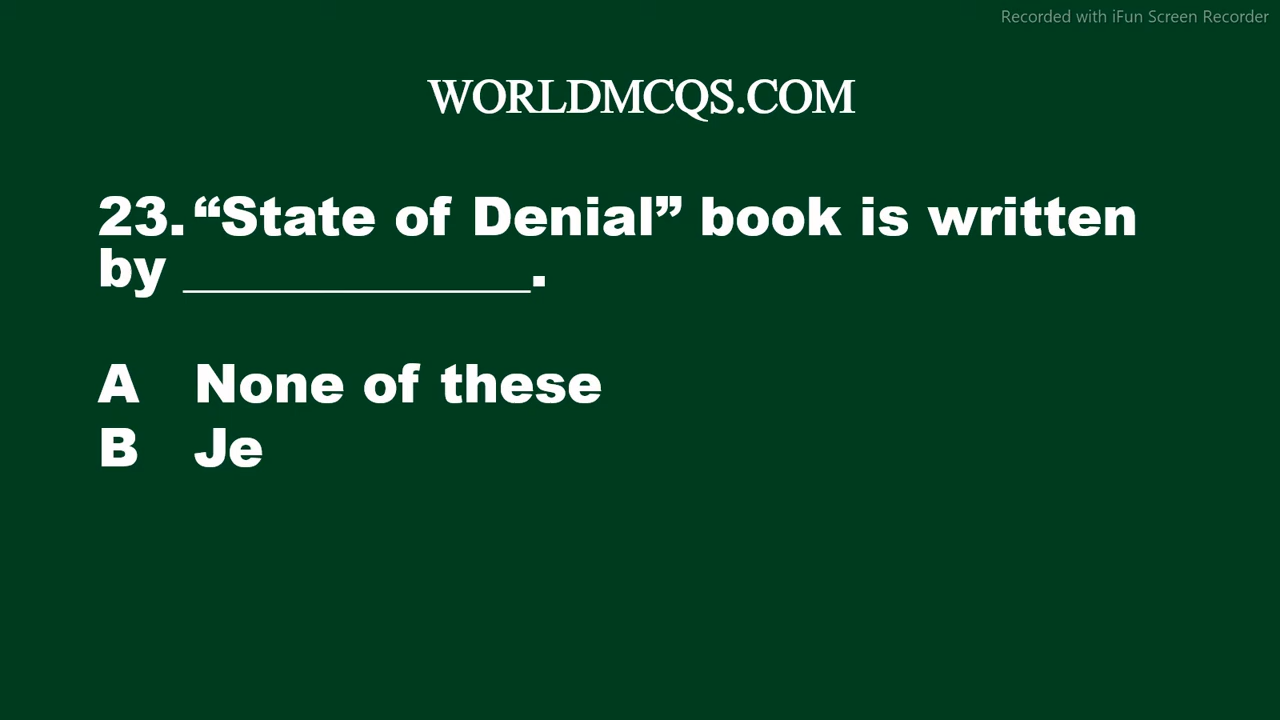 Recorded with iFun Screen Recorder
WORLDMCQS.COM
23. “State of Denial” book is written
by _____________.
A None of these
B Je